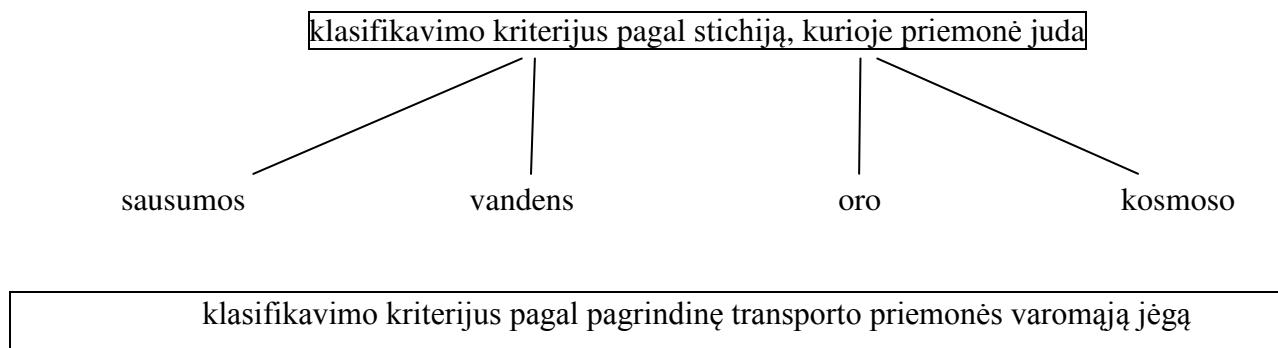 klasifikavimo kriterijus pagal stichiją, kurioje priemonė juda
sausumos vandens oro kosmoso
klasifikavimo kriterijus pagal pagrindinę transporto priemonės varomąją jėgą